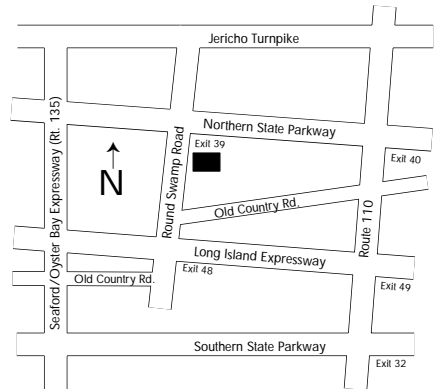 Jericho Turnpike
Seaford/Oyster Bay Expressway (Rt. 135)
Northern State Parkway
Round Swamp Road
Exit 39
Exit 40
N
Old Country Rd.
Route 110
Long Island Expressway
Exit 48
Old Country Rd.
Exit 49
Southern State Parkway
Exit 32